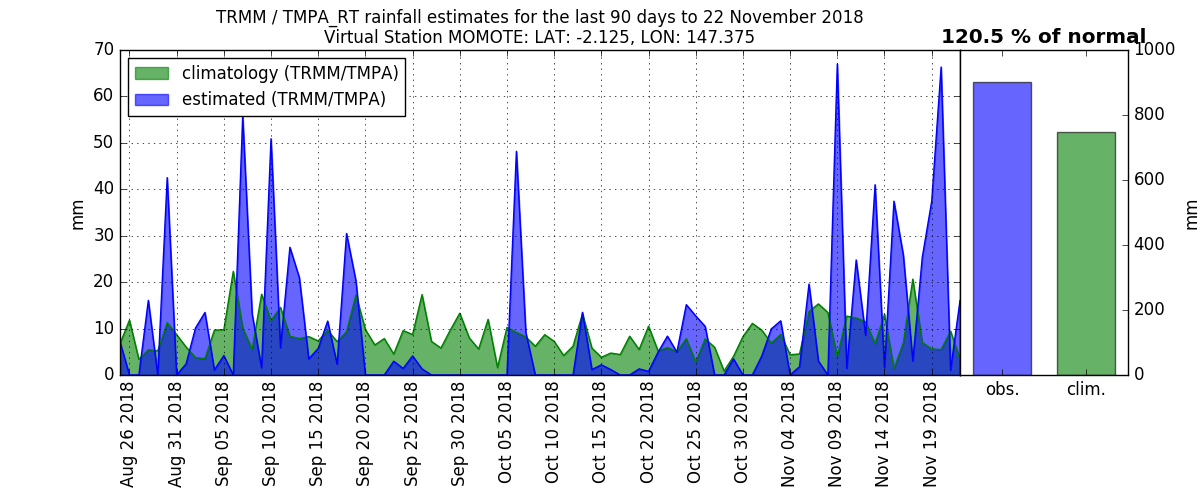 TRMM / TMPA_RT rainfall estimates for the last 90 days to 22 November 2018
Virtual Station MOMOTE: LAT: -2.125, LON: 147.375
120.5 % of normal
climatology (TRMM/TMPA)
estimated (TRMM/TMPA)
70
60
50
40
30
20
10
0
mm
Aug 26 2018
Aug 31 2018
Sep 05 2018
Sep 10 2018
Sep 15 2018
Sep 20 2018
Sep 25 2018
Sep 30 2018
Oct 05 2018
Oct 10 2018
Oct 15 2018
Oct 20 2018
Oct 25 2018
Oct 30 2018
Nov 04 2018
Nov 09 2018
Nov 14 2018
Nov 19 2018
obs.
clim.
1000
800
600
400
200
0
mm